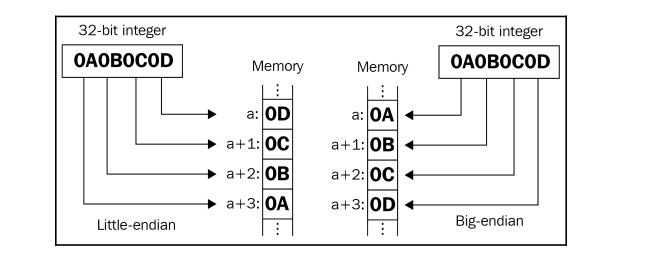 32-bit integer
0A0B0C0D
Memory
⋮
a: 0D
a+1: 0C
a+2: 0B
a+3: 0A
⋮
Little-endian
32-bit integer
0A0B0C0D
Memory
⋮
a: 0A
a+1: 0B
a+2: 0C
a+3: 0D
⋮
Big-endian